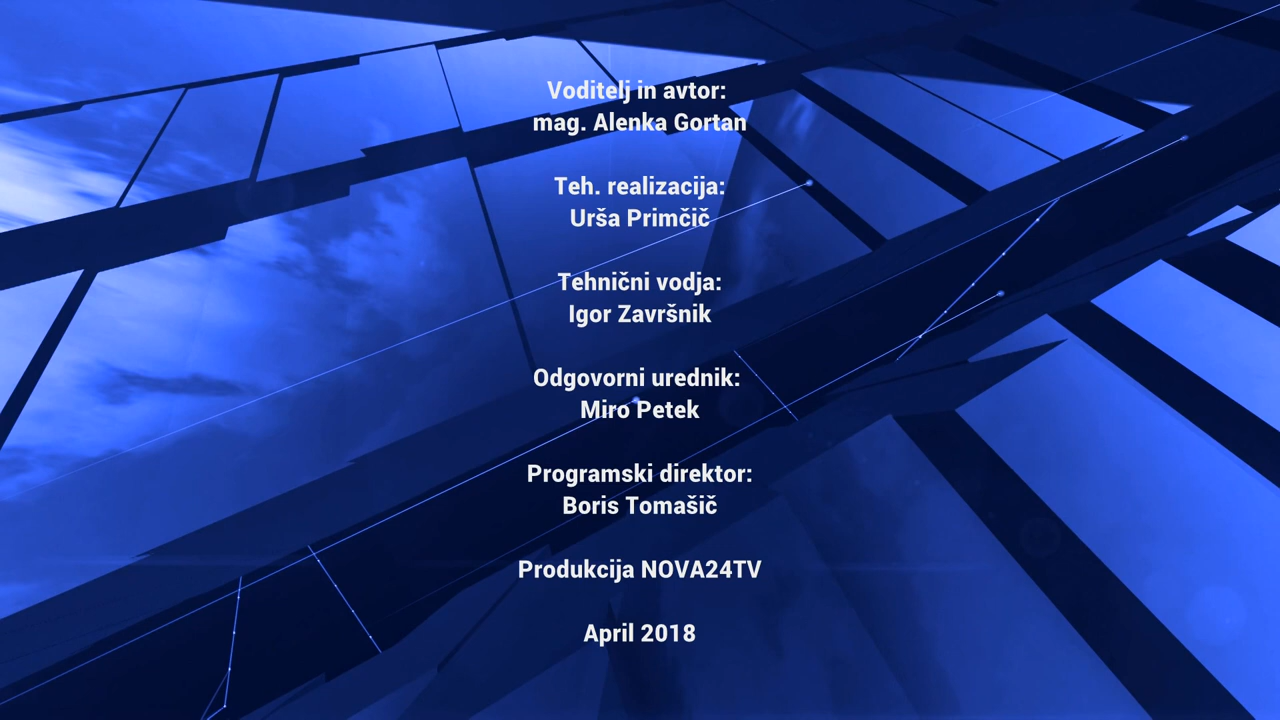 Voditelj in avtor:
mag. Alenka Gortan
Teh. realizacija:
Urša Primčič
Tehnični vodja:
Igor Završnik
Odgovorni urednik:
Miro Petek
Programski direktor:
Boris Tomašič
Produkcija NOVA24TV
April 2018